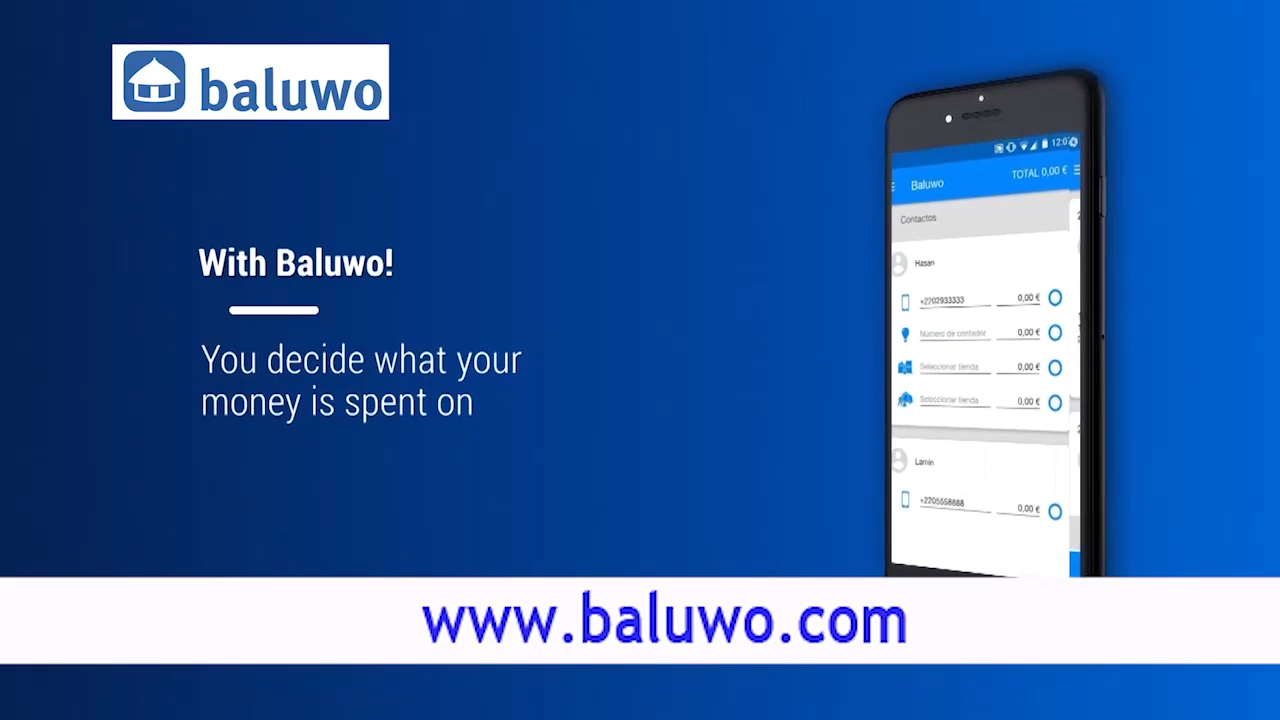 baluwo
With Baluwo!
You decide what your
money is spent on
12:0
Baluwo
TOTAL 0,00 €
Contactos
Hasan
+2202933333 0,00 €
Número de contador 0,00 €
Seleccionar tienda 0,00 €
Seleccionar tienda 0,00 €
Lamin
+2205558888 0,00 €
www.baluwo.com